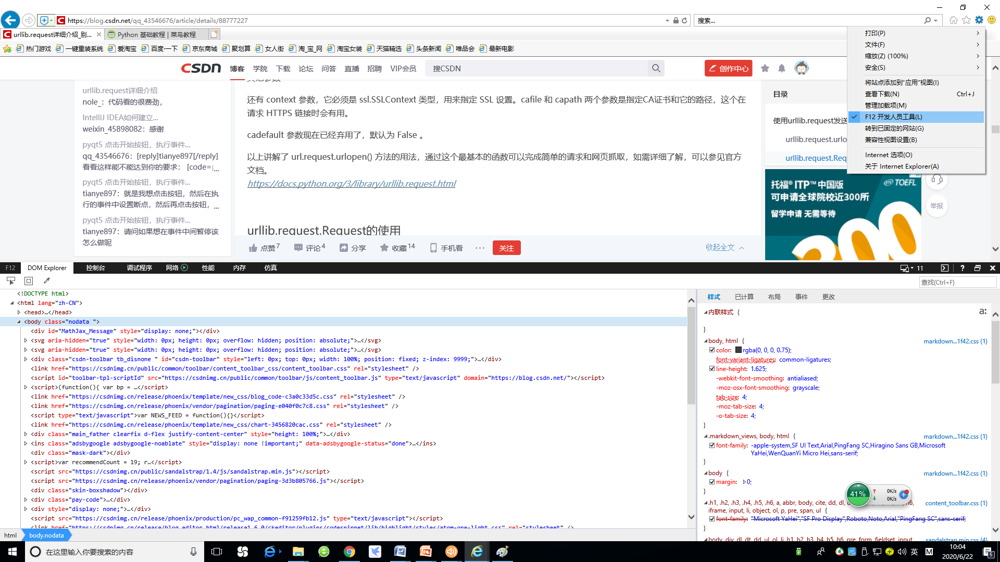 https://blog.csdn.net/qq_43546676/article/details/88777227
搜索...
urllib.request详细介绍_别...
Python 基础教程 | 菜鸟教程
热门游戏
一键重装系统
爱淘宝
百度·一下
京东商城
聚划算
女人街
淘_宝_网
淘宝女装
天猫精选
头条新闻
唯品会
最新电影
CSDN
博客
学院
下载
论坛
问答
直播
招聘
VIP会员
搜CSDN
创作中心
打印(P)
文件(F)
缩放(Z) (100%)
安全(S)
将站点添加到“应用”视图(I)
查看下载(N) Ctrl+J
管理加载项(M)
F12 开发人员工具(L)
转到已固定的网站(G)
兼容性视图设置(B)
Internet 选项(O)
关于 Internet Explorer(A)
urllib.request详细介绍
nole_：代码看的很费劲,
IntelliJ IDEA如何建立...
weixin_45898082：感谢
pyqt5 点击开始按钮，执行事件...
qq_43546676：[reply]tianye897[/reply]
看看这样能不能达到你的要求： [code=p...
pyqt5 点击开始按钮，执行事件...
tianye897：就是我想点击按钮，然后在执
行的事件中设置断点，然后再点击按钮，...
pyqt5 点击开始按钮，执行事件...
tianye897：请问如果想在事件中间暂停该
怎么做呢
其他参数
还有 context 参数，它必须是 ssl.SSLContext 类型，用来指定 SSL 设置。cafile 和 capath 两个参数是指定CA证书和它的路径，这个在
请求 HTTPS 链接时会有用。
cadefault 参数现在已经弃用了，默认为 False 。
以上讲解了 url.request.urlopen() 方法的用法，通过这个最基本的函数可以完成简单的请求和网页抓取，如需详细了解，可以参见官方
文档。
https://docs.python.org/3/library/urllib.request.html
urllib.request.Request的使用
点赞7
评论4
分享
收藏14
手机看
···
关注
收起全文
目录
使用urllib.request发送
urllib.request.urlo
urllib.request.Req
托福® ITP™ 中国版
可申请全球院校近300所
留学申请 无需等待
ETS TOEFL
300
举报
F12
DOM Explorer
控制台
调试程序
网络
性能
内存
仿真
11
?
查找(Ctrl+F)
<!DOCTYPE html>
<html lang="zh-CN">
<head>…</head>
<body class="nodata ">
<div id="MathJax_Message" style="display: none;"></div>
<svg aria-hidden="true" style="width: 0px; height: 0px; overflow: hidden; position: absolute;">…</svg>
<svg aria-hidden="true" style="width: 0px; height: 0px; overflow: hidden; position: absolute;">…</svg>
<div class="csdn-toolbar tb_disnone " id="csdn-toolbar" style="left: 0px; top: 0px; width: 100%; position: fixed; z-index: 9999;">…</div>
<link href="https://csdnimg.cn/public/common/toolbar/content_toolbar_css/content_toolbar.css" rel="stylesheet" />
<script id="toolbar-tpl-scriptId" src="https://csdnimg.cn/public/common/toolbar/js/content_toolbar.js" type="text/javascript" domain="https://blog.csdn.net/"></script>
<script>(function(){ var bp = …</script>
<link href="https://csdnimg.cn/release/phoenix/template/new_css/blog_code-c3a0c33d5c.css" rel="stylesheet" />
<link href="https://csdnimg.cn/release/phoenix/vendor/pagination/paging-e040f0c7c8.css" rel="stylesheet" />
<script type="text/javascript">var NEWS_FEED = function(){}</script>
<link href="https://csdnimg.cn/release/phoenix/template/new_css/chart-3456820cac.css" rel="stylesheet" />
<div class="main_father clearfix d-flex justify-content-center" style="height: 100%;">…</div>
<ins class="adsbygoogle adsbygoogle-noablate" style="display: none !important;" data-adsbygoogle-status="done">…</ins>
<div class="mask-dark"></div>
<script>var recommendCount = 19; r…</script>
<script src="https://csdnimg.cn/public/sandalstrap/1.4/js/sandalstrap.min.js"></script>
<script src="https://csdnimg.cn/release/phoenix/vendor/pagination/paging-3d3b805766.js"></script>
<div class="skin-boxshadow"></div>
<div class="pay-code">…</div>
<div style="display: none;">…</div>
<script src="https://csdnimg.cn/release/phoenix/production/pc_wap_common-f91259fb12.js" type="text/javascript"></script>
<link href="https://csdnimg.cn/release/blog_editor_html/release1.6.0/ckeditor/plugins/codesnippet/lib/highlight/styles/atom-one-light.css" rel="stylesheet" />
html
body.nodata
样式
已计算
布局
事件
更改
内联样式 {
a:
}
body, html { markdown...1f42.css (1)
color: rgba(0, 0, 0, 0.75);
font-variant-ligatures: common-ligatures;
line-height: 1.625;
-webkit-font-smoothing: antialiased;
-moz-osx-font-smoothing: grayscale;
tab-size: 4;
-moz-tab-size: 4;
-o-tab-size: 4;
}
.markdown_views, body, html { markdown...1f42.css (1)
font-family: -apple-system,SF UI Text,Arial,PingFang SC,Hiragino Sans GB,Microsoft
YaHei,WenQuanYi Micro Hei,sans-serif;
}
body { markdown...1f42.css (1)
margin: 0;
}
.h1, .h2, .h3, .h4, .h5, .h6, a, abbr, body, cite, dd, dl, h6, content_toolbar.css (1)
iframe, input, li, object, ol, p, pre, span, ul {
font-family: "Microsoft YaHei","SF Pro Display",Roboto,Noto,Arial,"PingFang SC",sans-serif;
}
body, div, dl, dt, dd, ul, ol, li, h1, h2, h3, h4, h5, h6, pre, form, fieldset, input, sandalstrap.min.css (4)
41%
0K/s
0K/s
在这里输入你要搜索的内容
英
M
10:04
2020/6/22
5